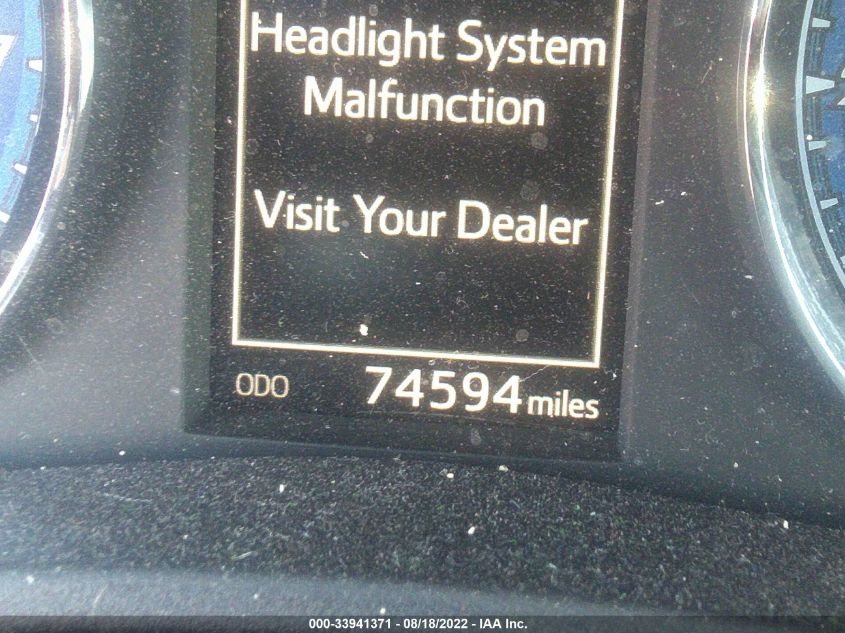 Headlight System
Malfunction
Visit Your Dealer
ODO 74594 miles
000-33941371 - 08/18/2022 - IAA Inc.